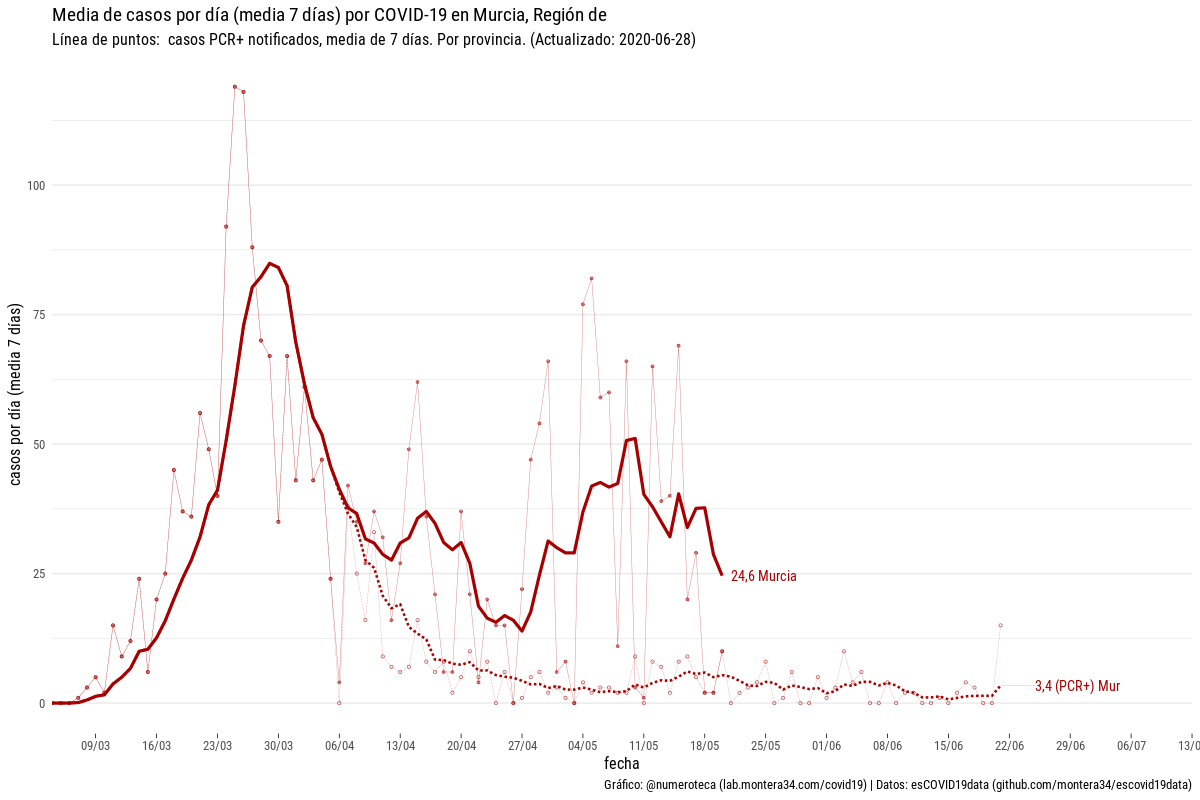 Media de casos por día (media 7 días) por COVID-19 en Murcia, Región de
Línea de puntos:  casos PCR+ notificados, media de 7 días. Por provincia. (Actualizado: 2020-06-28)
casos por día (media 7 días)
100
75
50
25
0
24,6 Murcia
3,4 (PCR+) Mur
09/03 16/03 23/03 30/03 06/04 13/04 20/04 27/04 04/05 11/05 18/05 25/05 01/06 08/06 15/06 22/06 29/06 06/07 13/0
fecha
Gráfico: @numeroteca (lab.montera34.com/covid19) | Datos: esCOVID19data (github.com/montera34/escovid19data)